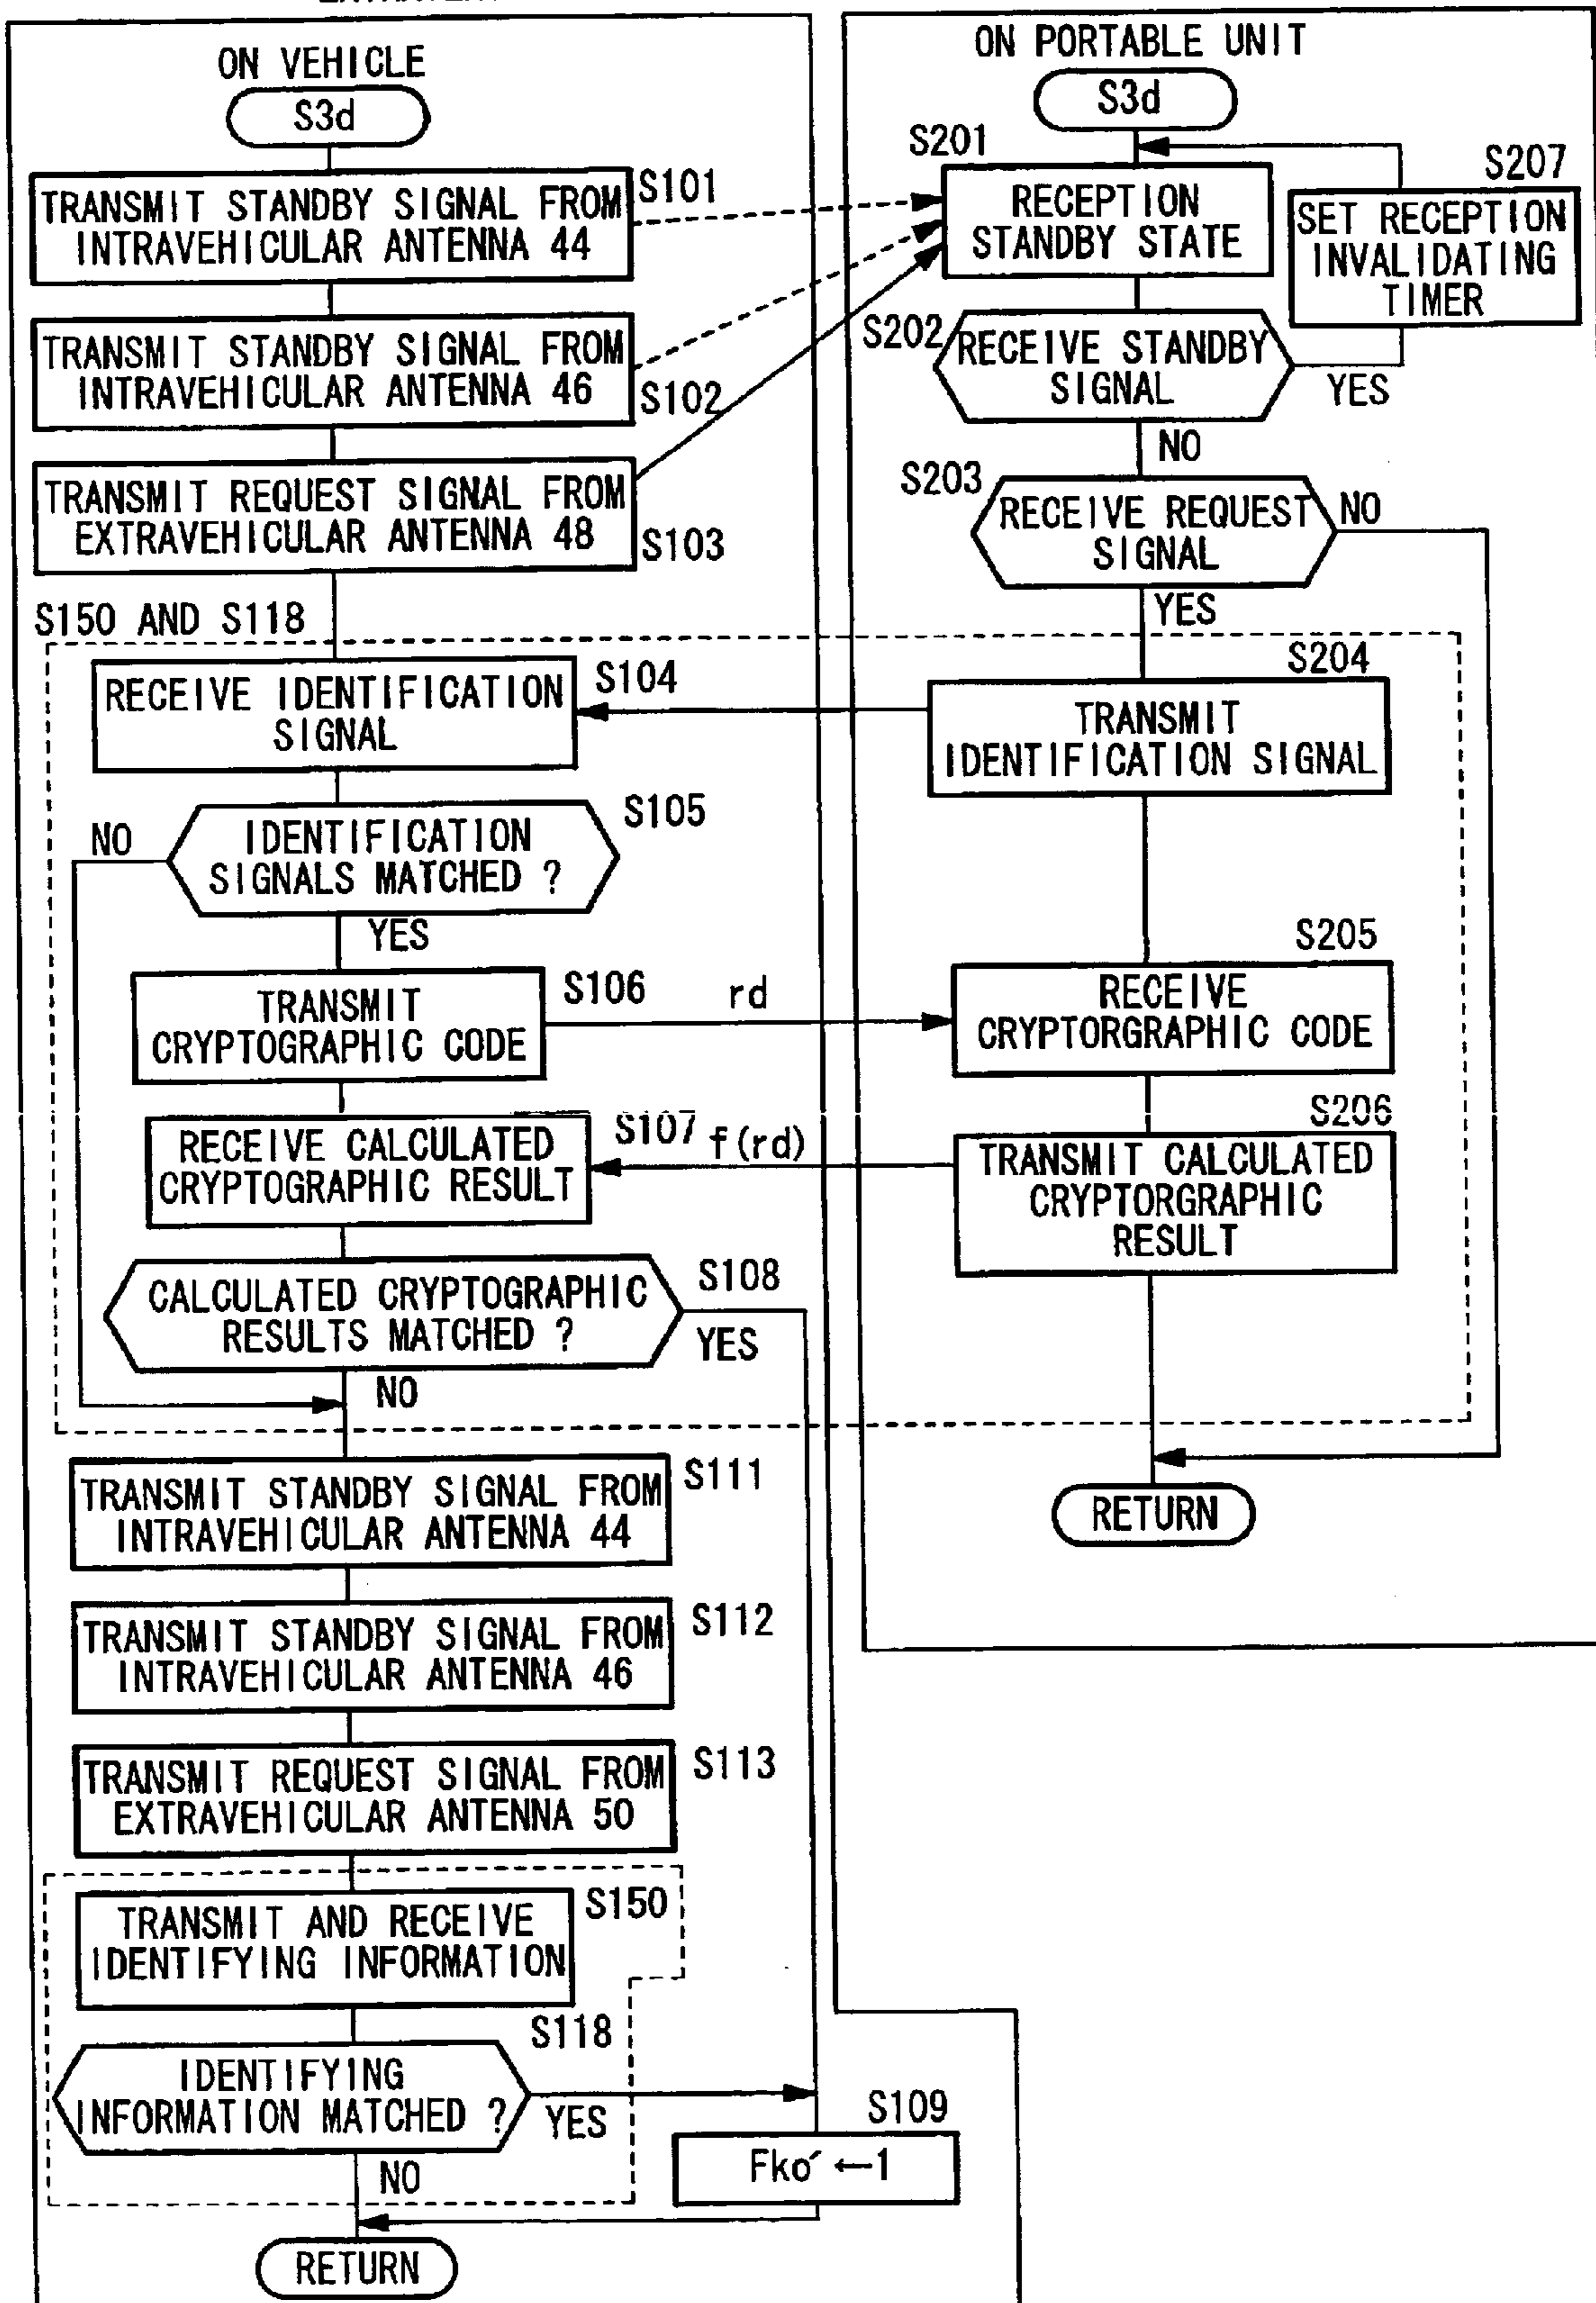 ON VEHICLE
S3d
TRANSMIT STANDBY SIGNAL FROM
INTRAVEHICULAR ANTENNA 44
S101
TRANSMIT STANDBY SIGNAL FROM
INTRAVEHICULAR ANTENNA 46
S102
TRANSMIT REQUEST SIGNAL FROM
EXTRAVEHICULAR ANTENNA 48
S103
S150 AND S118
RECEIVE IDENTIFICATION
SIGNAL
S104
IDENTIFICATION
SIGNALS MATCHED ?
S105
NO
YES
TRANSMIT
CRYPTOGRAPHIC CODE
S106
rd
RECEIVE CALCULATED
CRYPTOGRAPHIC RESULT
S107
f(rd)
CALCULATED CRYPTOGRAPHIC
RESULTS MATCHED ?
S108
YES
NO
TRANSMIT STANDBY SIGNAL FROM
INTRAVEHICULAR ANTENNA 44
S111
TRANSMIT STANDBY SIGNAL FROM
INTRAVEHICULAR ANTENNA 46
S112
TRANSMIT REQUEST SIGNAL FROM
EXTRAVEHICULAR ANTENNA 50
S113
TRANSMIT AND RECEIVE
IDENTIFYING INFORMATION
S150
IDENTIFYING
INFORMATION MATCHED ?
S118
YES
NO
S109
Fko´ ←1
RETURN
ON PORTABLE UNIT
S3d
S201
RECEPTION
STANDBY STATE
S207
SET RECEPTION
INVALIDATING
TIMER
S202
RECEIVE STANDBY
SIGNAL
YES
NO
S203
RECEIVE REQUEST
SIGNAL
NO
YES
S204
TRANSMIT
IDENTIFICATION SIGNAL
S205
RECEIVE
CRYPTORGRAPHIC CODE
S206
TRANSMIT CALCULATED
CRYPTORGRAPHIC
RESULT
RETURN